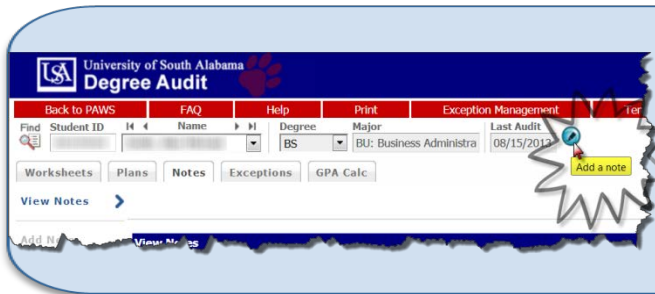 USA University of South Alabama
Degree Audit
Back to PAWS FAQ Help Print Exception Management
Find Student ID Name Degree Major Last Audit
BS BU: Business Administra 08/15/2013
Add a note
Worksheets Plans Notes Exceptions GPA Calc
View Notes
View Notes